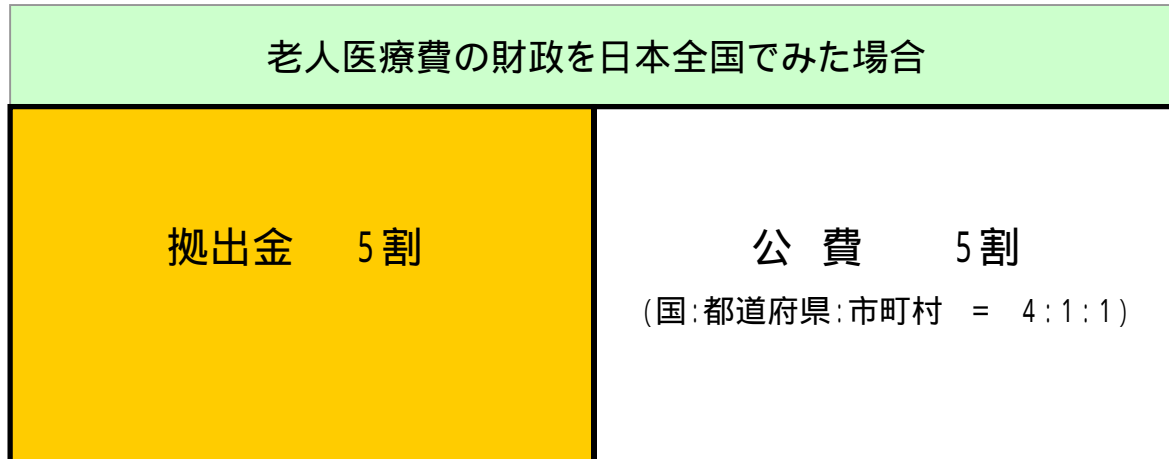 老人医療費の財政を日本全国でみた場合
拠出金　5割
公 費　5割
(国:都道府県:市町村 = 4:1:1)